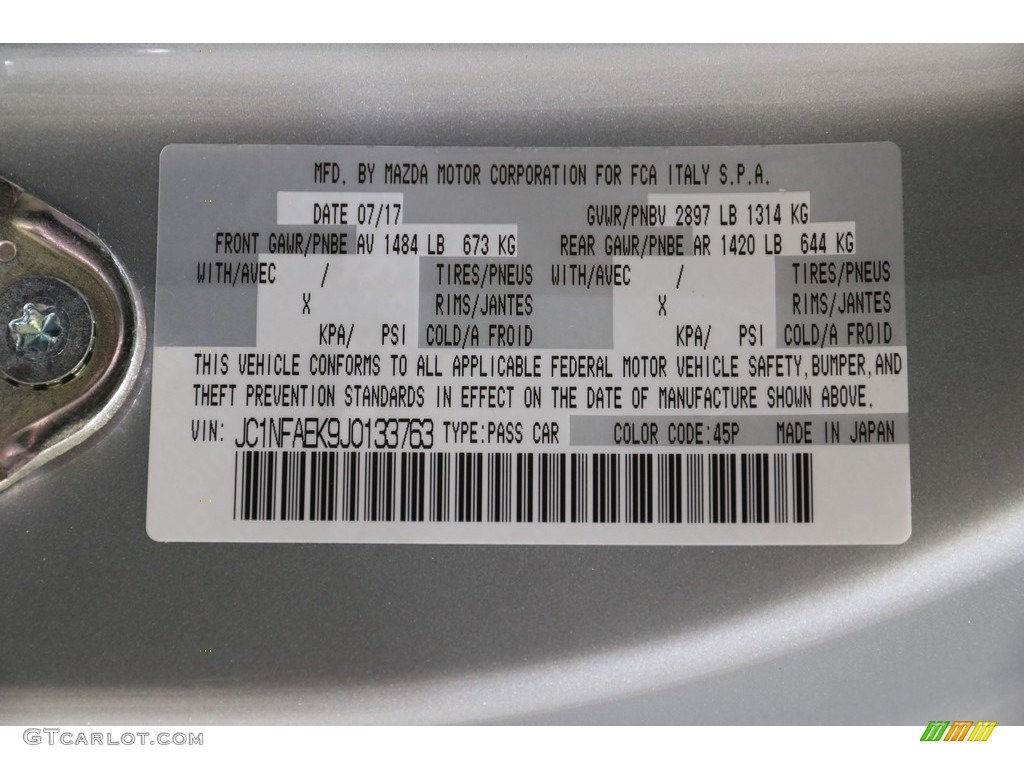 MFD. BY MAZDA MOTOR CORPORATION FOR FCA ITALY S.P.A.
DATE 07/17 GVWR/PNBV 2897 LB 1314 KG
FRONT GAWR/PNBE AV 1484 LB 673 KG REAR GAWR/PNBE AR 1420 LB 644 KG
WITH/AVEC / TIRES/PNEUS WITH/AVEC / TIRES/PNEUS
X RIMS/JANTES X RIMS/JANTES
KPA/ PSI COLD/A FROID KPA/ PSI COLD/A FROID
THIS VEHICLE CONFORMS TO ALL APPLICABLE FEDERAL MOTOR VEHICLE SAFETY, BUMPER, AND
THEFT PREVENTION STANDARDS IN EFFECT ON THE DATE OF MANUFACTURE SHOWN ABOVE.
VIN: JC1NFAEK9J0133763 TYPE:PASS CAR COLOR CODE:45P MADE IN JAPAN
GTCARLOT.COM